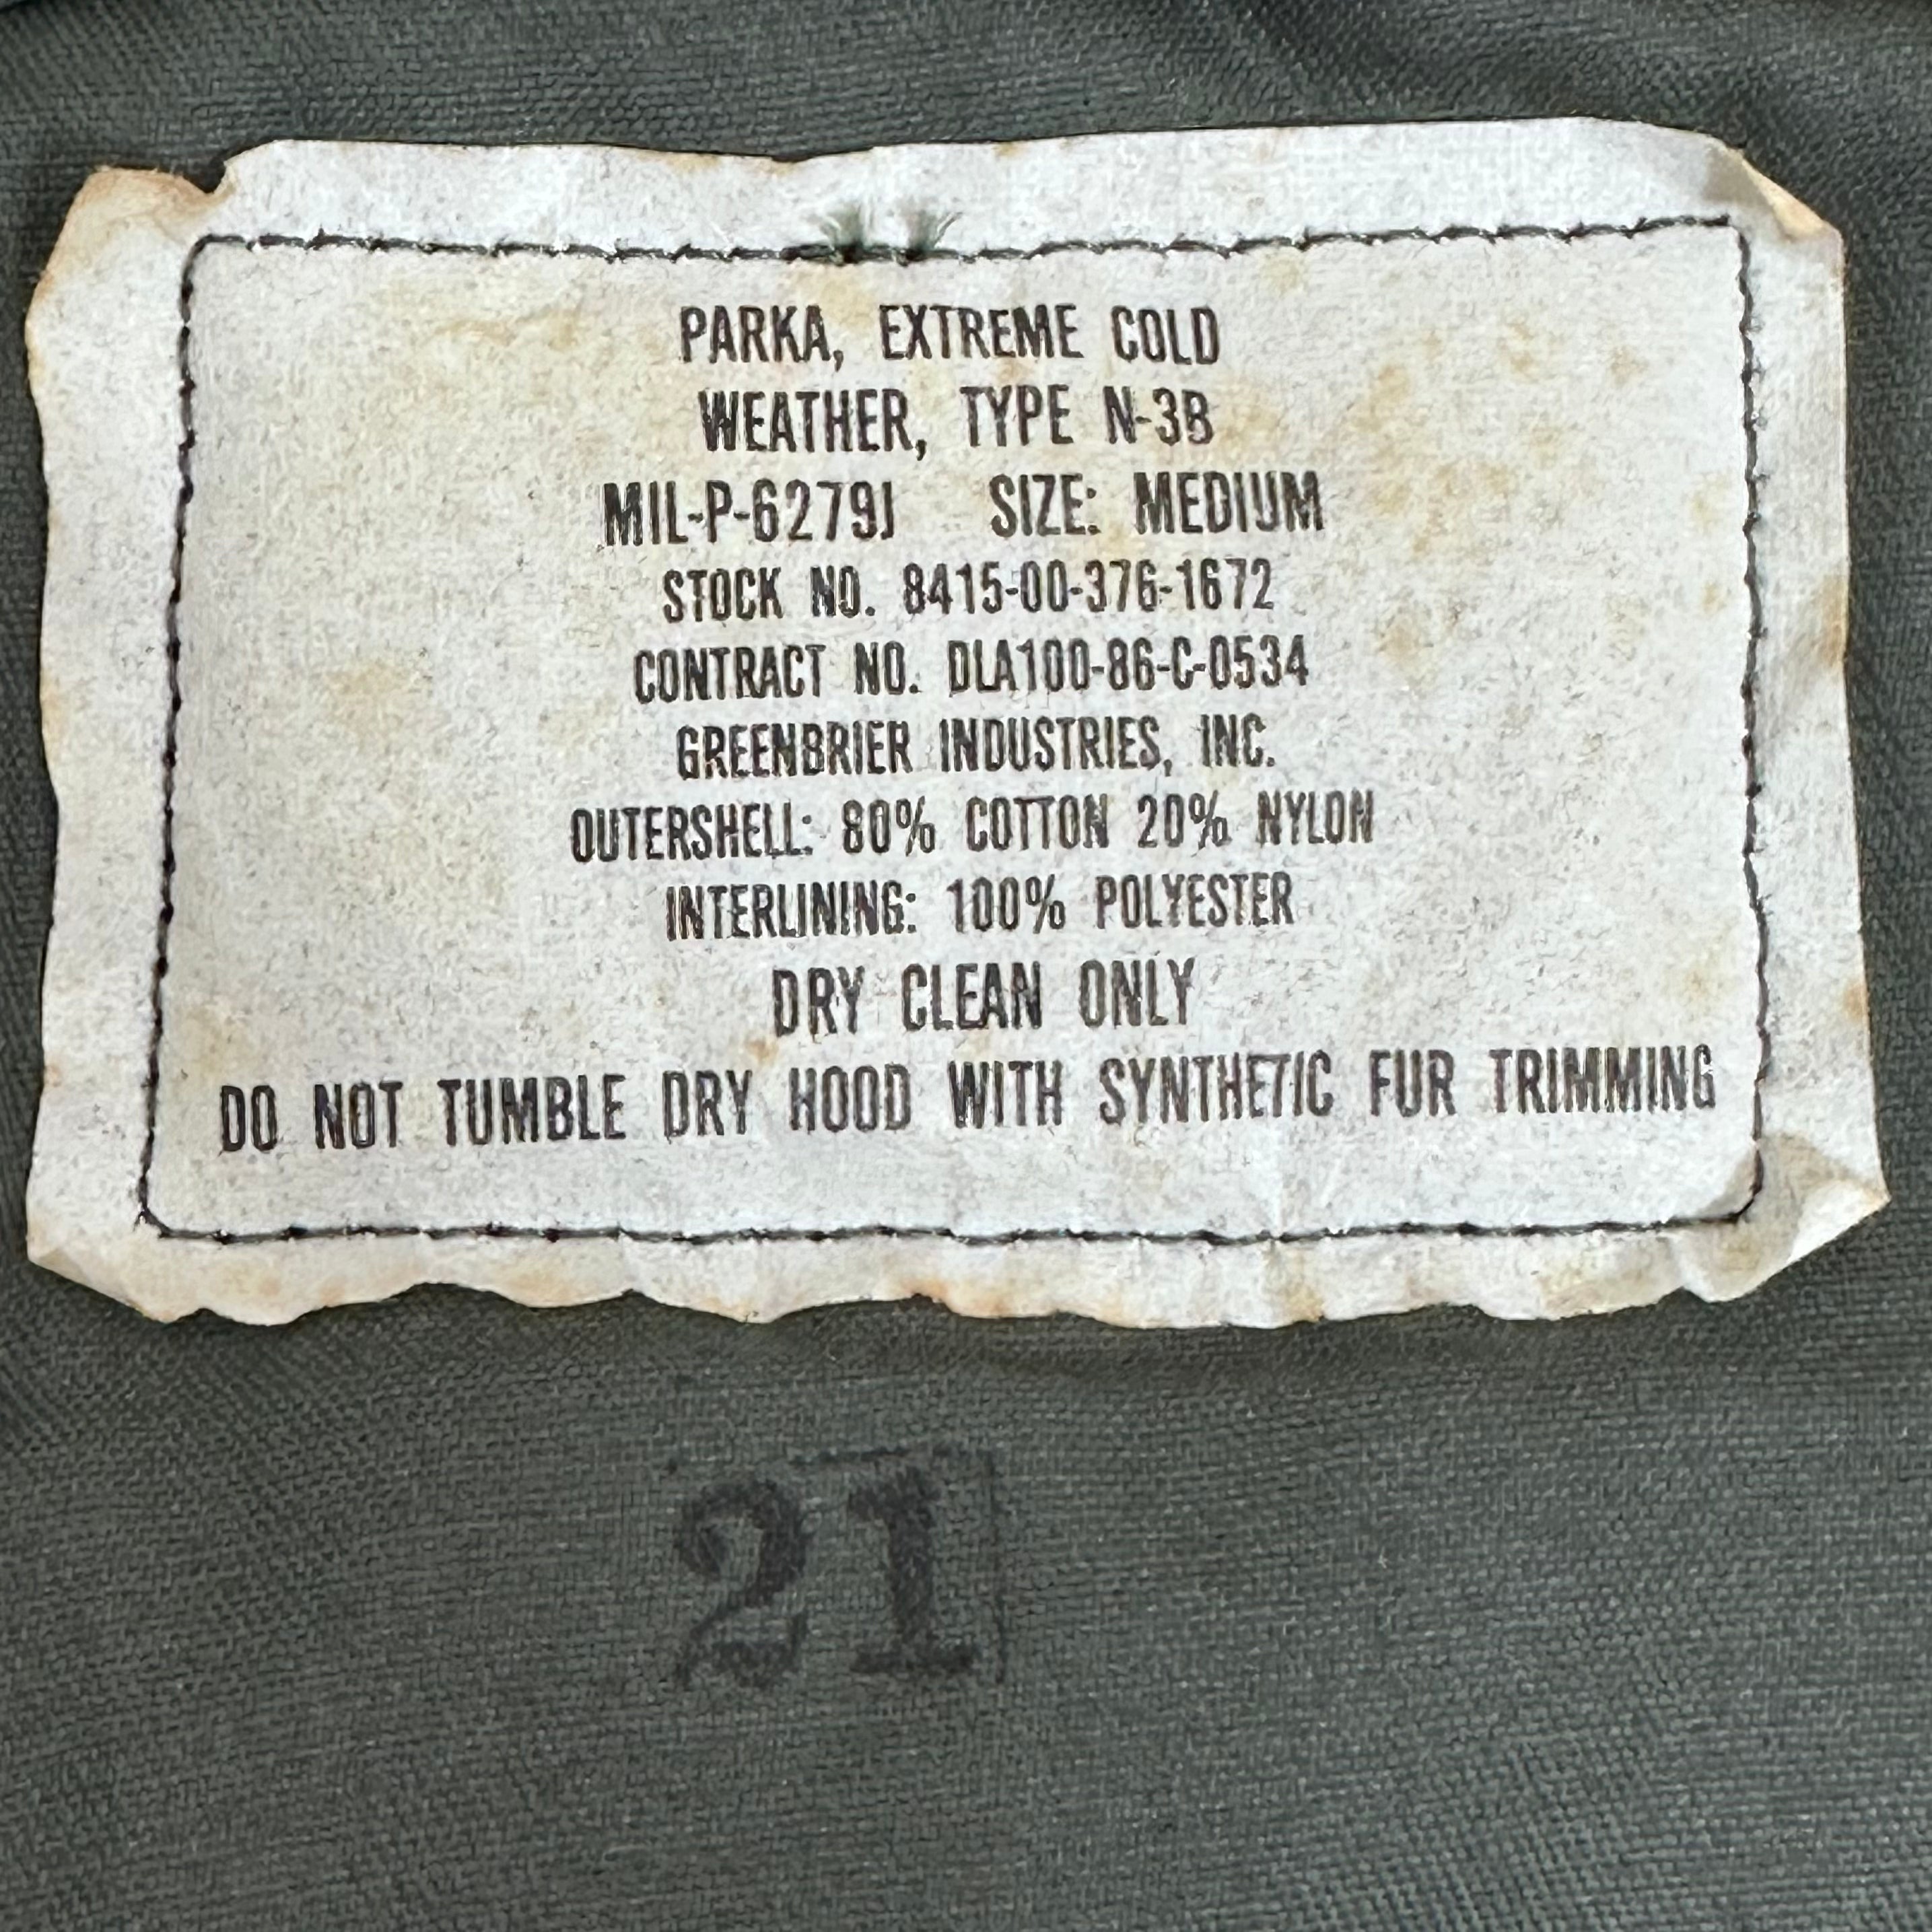 PARKA, EXTREME COLD
WEATHER, TYPE N-3B
MIL-P-6279J SIZE: MEDIUM
STOCK NO. 8415-00-376-1672
CONTRACT NO. DLA100-86-C-0534
GREENBRIER INDUSTRIES, INC.
OUTERSHELL: 80% COTTON 20% NYLON
INTERLINING: 100% POLYESTER
DRY CLEAN ONLY
DO NOT TUMBLE DRY HOOD WITH SYNTHETIC FUR TRIMMING
21